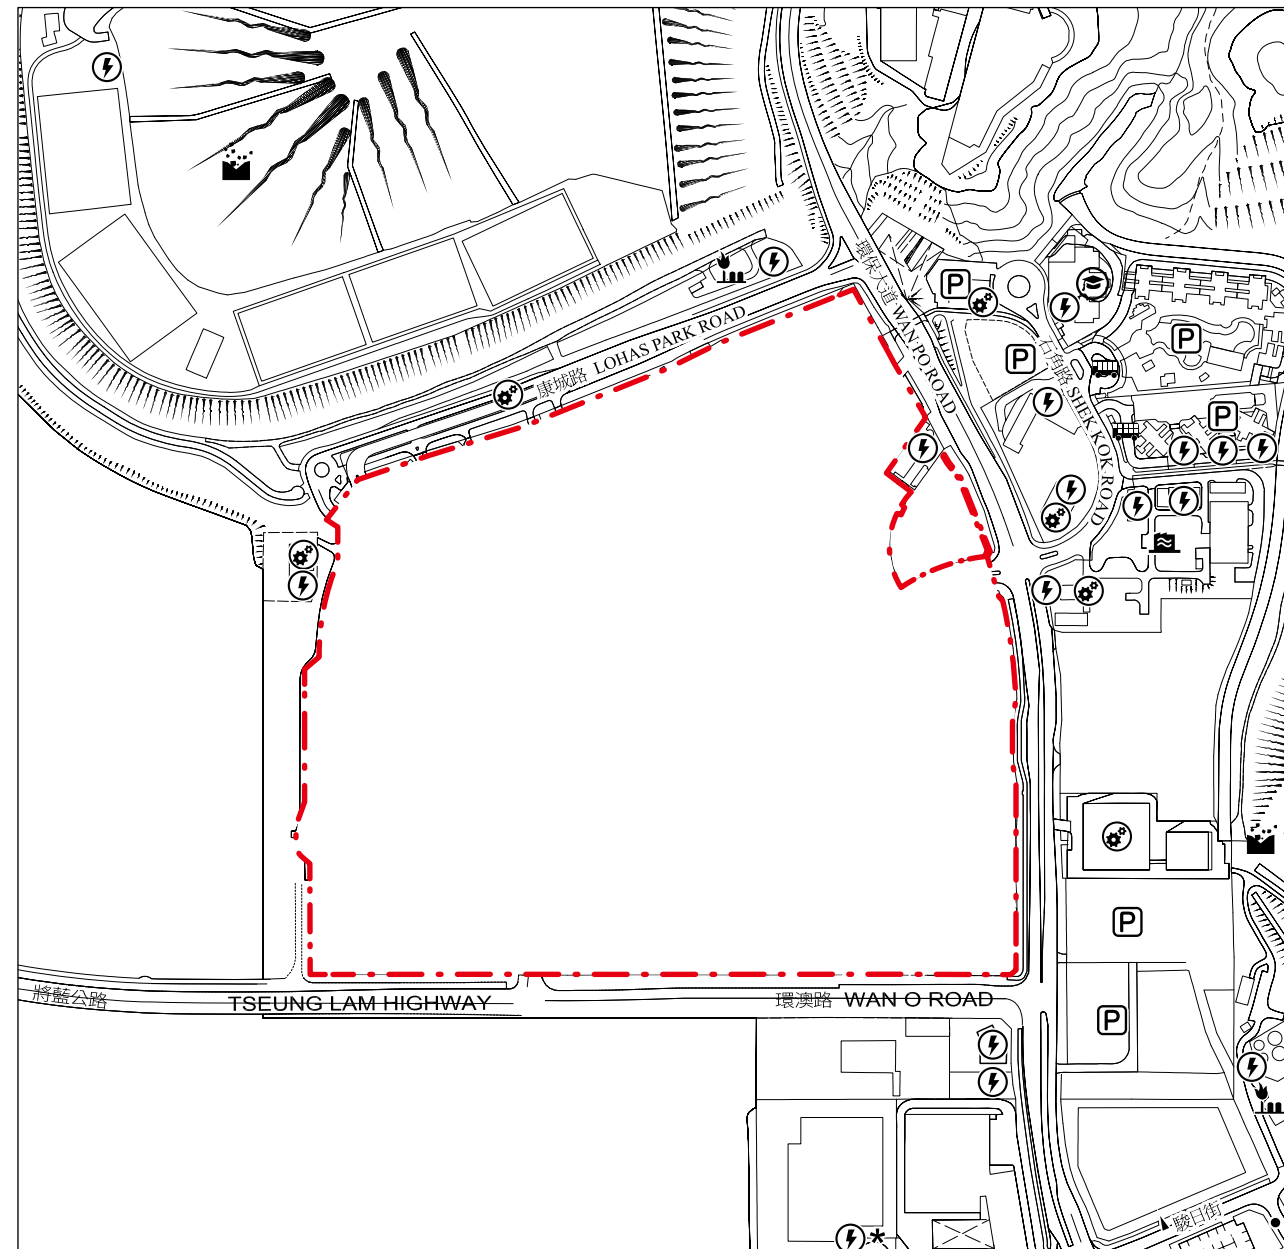 環保大道 WAN PO ROAD
康城路 LOHAS PARK ROAD
石角路 SHEK KOK ROAD
P
P
P
P
P
P
將藍公路
TSEUNG LAM HIGHWAY
環澳路 WAN O ROAD
駿日街
*